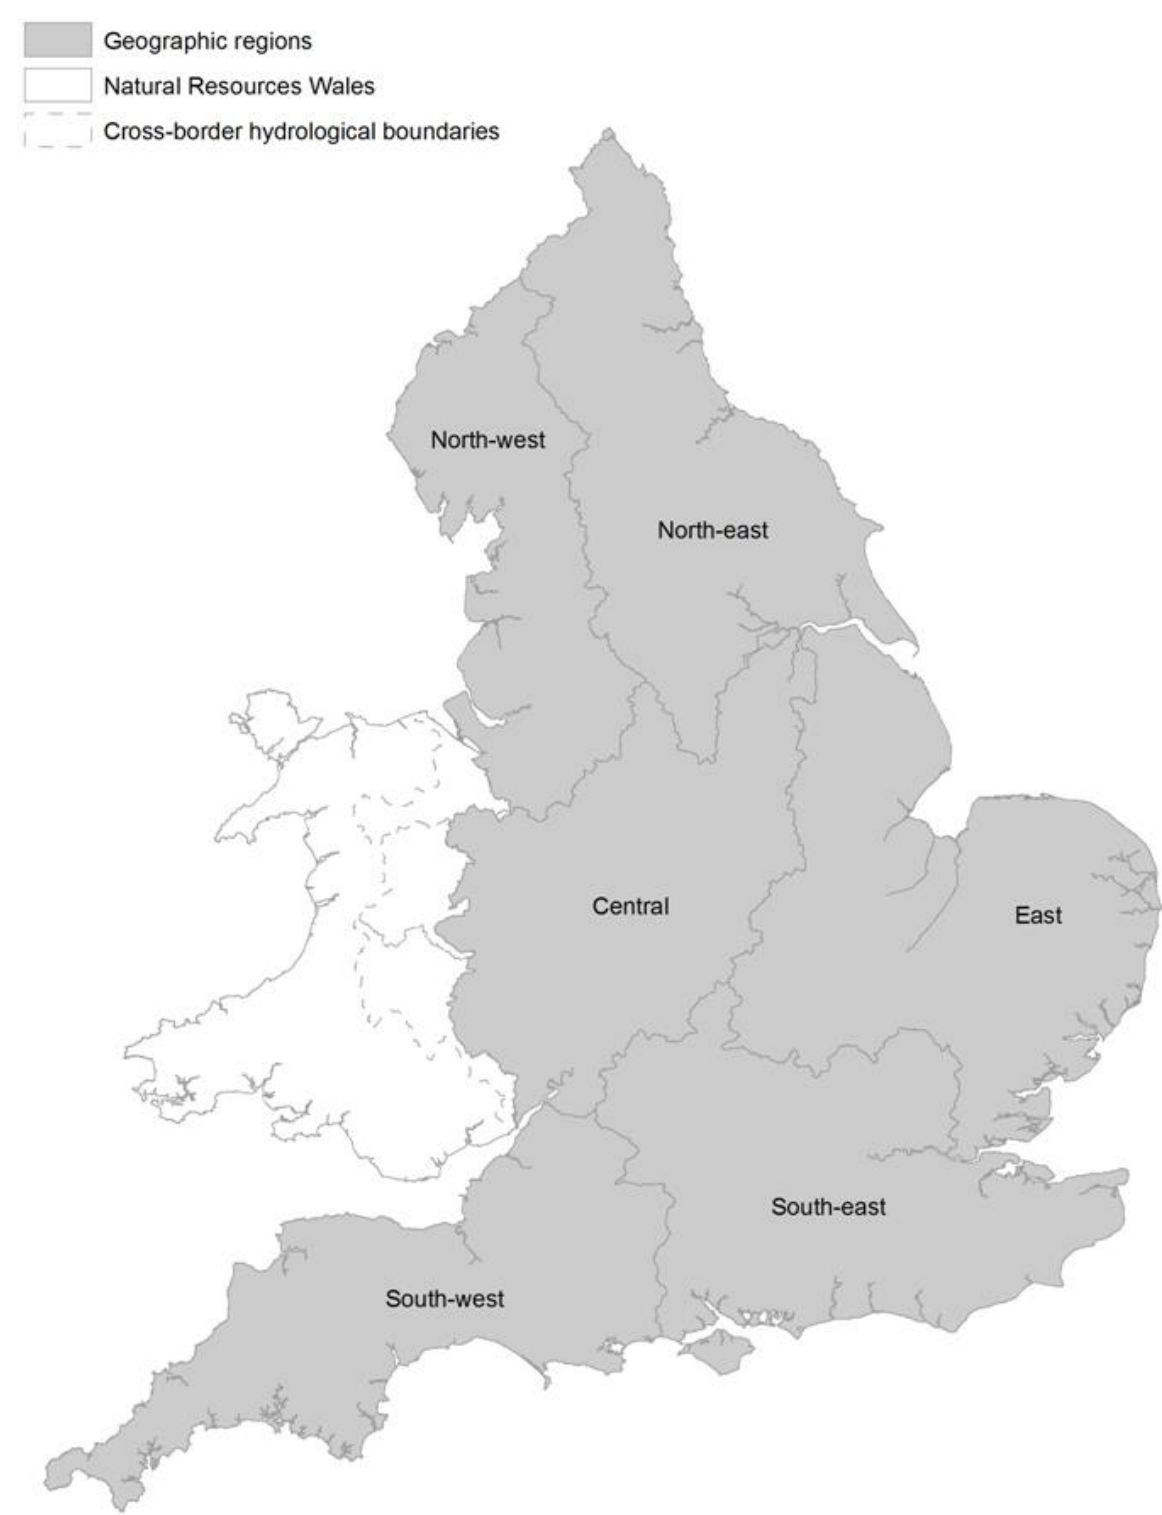 Geographic regions
Natural Resources Wales
Cross-border hydrological boundaries
North-west
North-east
Central
East
South-east
South-west